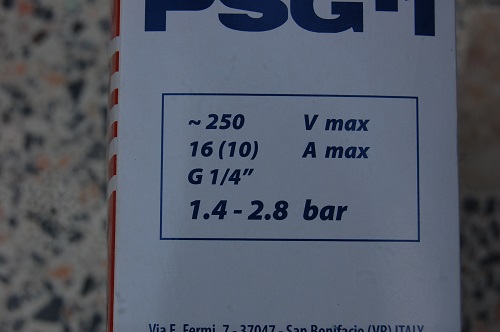 PSG-1
~ 250 V max
16 (10) A max
G 1/4"
1.4 - 2.8 bar
Via E. Fermi, 7 - 37047 - San Bonifacio (VR) ITALY